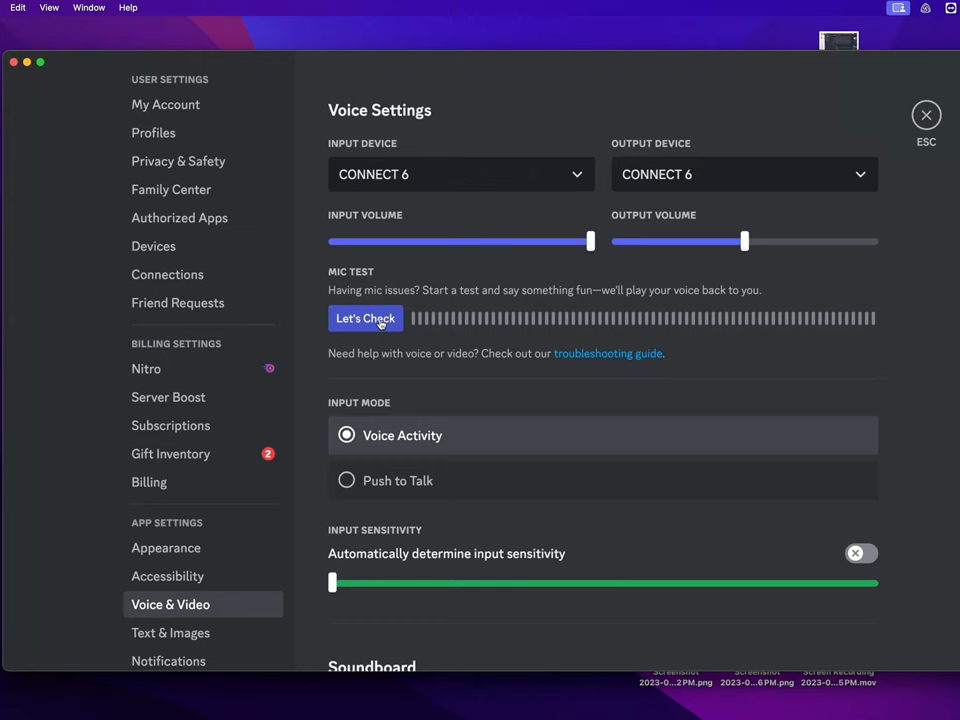 Edit View Window Help
USER SETTINGS
My Account
Profiles
Privacy & Safety
Family Center
Authorized Apps
Devices
Connections
Friend Requests
BILLING SETTINGS
Nitro
Server Boost
Subscriptions
Gift Inventory 2
Billing
APP SETTINGS
Appearance
Accessibility
Voice & Video
Text & Images
Notifications
Voice Settings
ESC
INPUT DEVICE OUTPUT DEVICE
CONNECT 6 CONNECT 6
INPUT VOLUME OUTPUT VOLUME
MIC TEST
Having mic issues? Start a test and say something fun—we'll play your voice back to you.
Let's Check
Need help with voice or video? Check out our troubleshooting guide.
INPUT MODE
Voice Activity
Push to Talk
INPUT SENSITIVITY
Automatically determine input sensitivity
Soundboard
Screenshot Screenshot Screen Recording
2023-0...2PM.png 2023-0...6PM.png 2023-0...5PM.mov